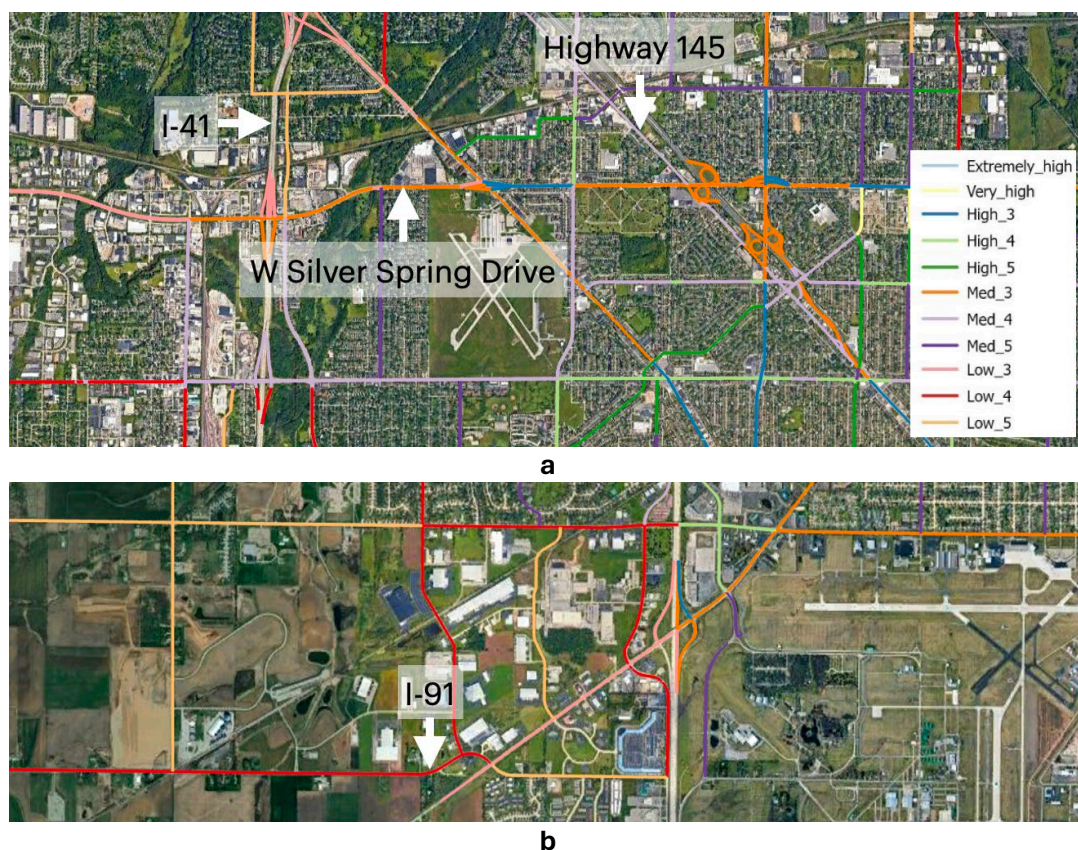 Highway 145
I-41
W Silver Spring Drive
Extremely_high
Very_high
High_3
High_4
High_5
Med_3
Med_4
Med_5
Low_3
Low_4
Low_5
a
I-91
b